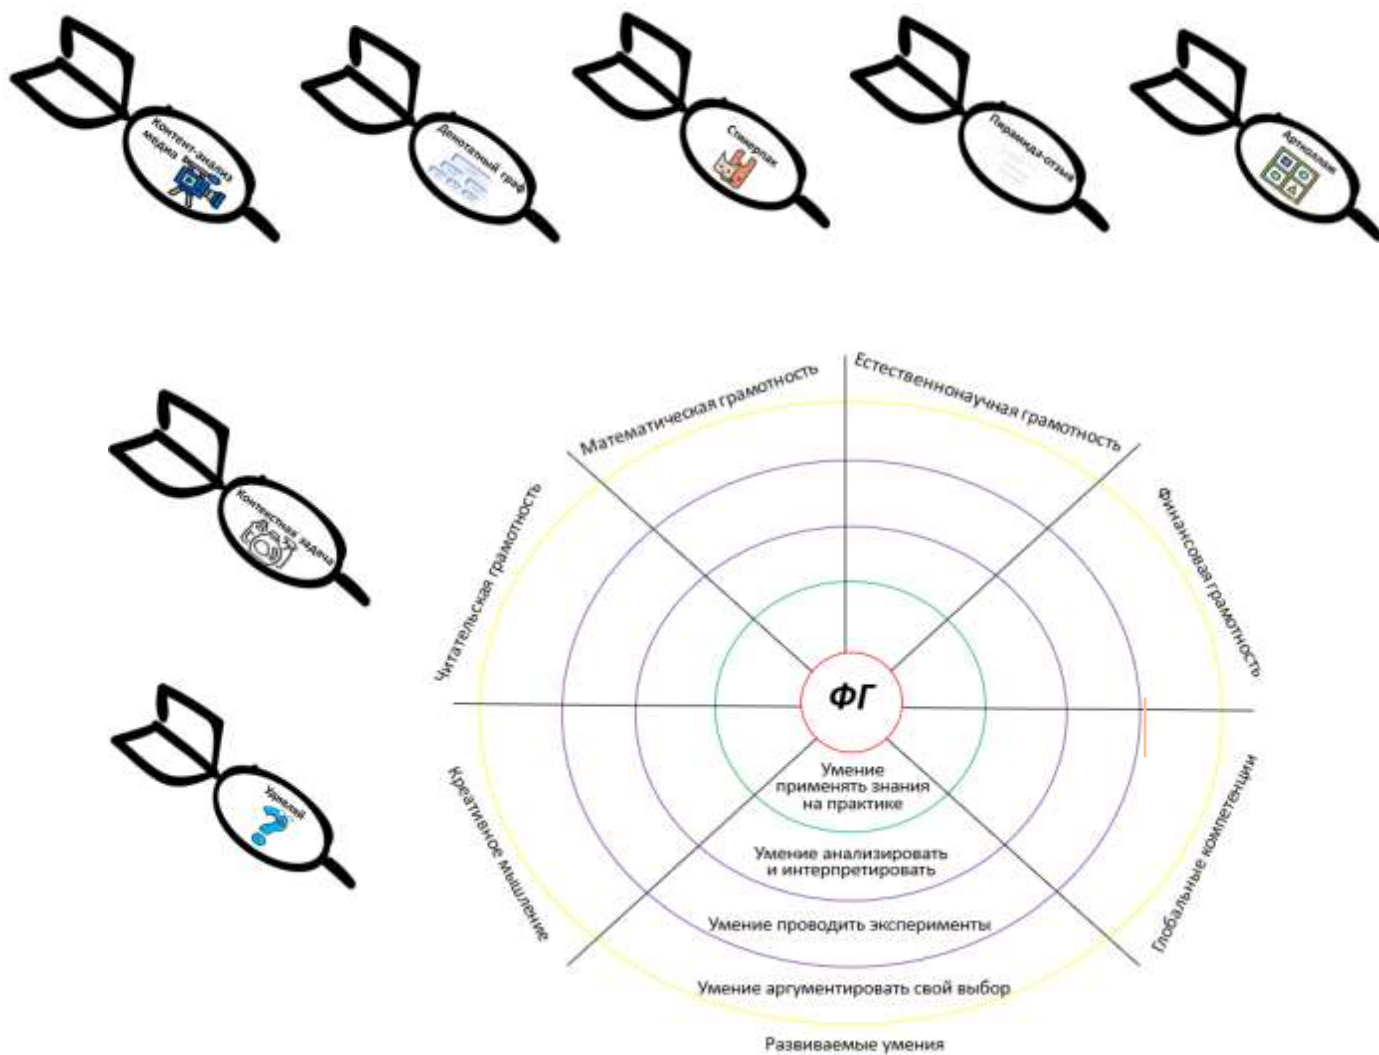 Контент-анализ
медиа
Денотатный граф
Стикерпак
Пирамида-отзыв
Артколлаж
Математическая грамотность
Естественнонаучная грамотность
Читательская грамотность
Финансовая грамотность
Контекстная задача
ФГ
Удивляй
Креативное мышление
Глобальные компетенции
Умение
применять знания
на практике
Умение анализировать
и интерпретировать
Умение проводить эксперименты
Умение аргументировать свой выбор
Развиваемые умения